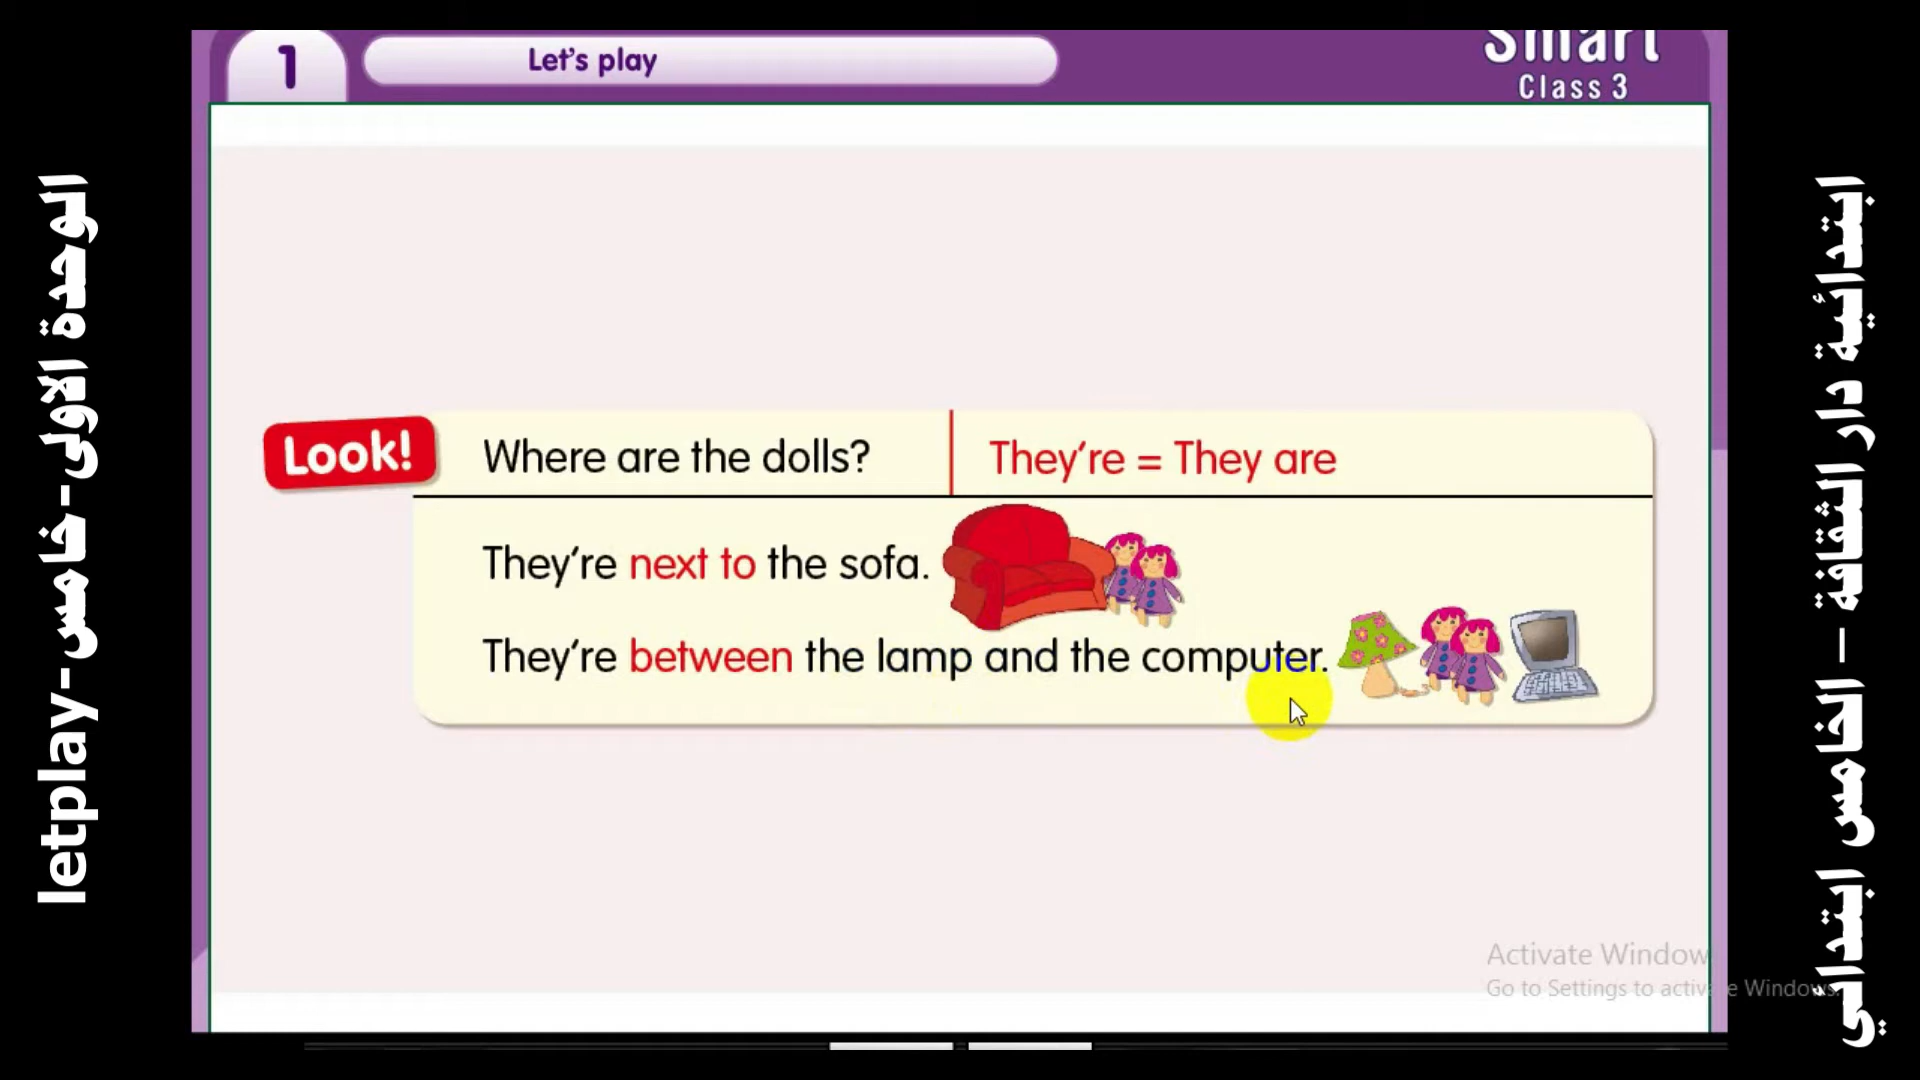 1
Let's play
Smart
Class 3
Look!
Where are the dolls?
They're = They are
They're next to the sofa.
They're between the lamp and the computer.
الوحدة الاولى-خامس-letplay
ابتدائية دار الثقافة – الخامس ابتدائي
Activate Window
Go to Settings to activate Windows.